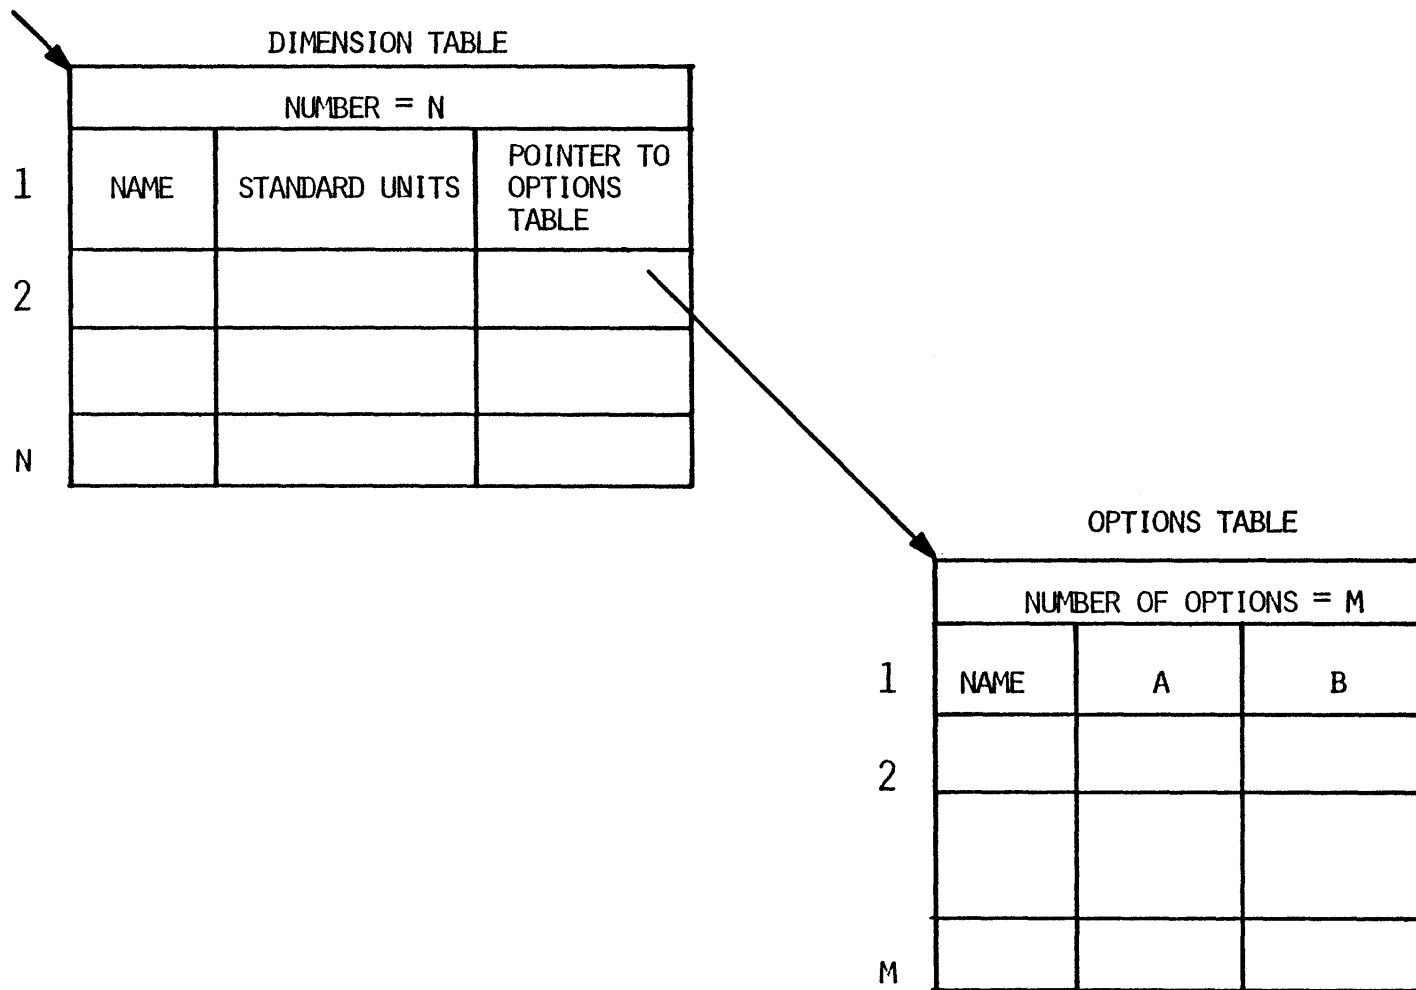 DIMENSION TABLE
NUMBER = N
1 NAME STANDARD UNITS POINTER TO
OPTIONS
TABLE
2
N
OPTIONS TABLE
NUMBER OF OPTIONS = M
1 NAME A B
2
M